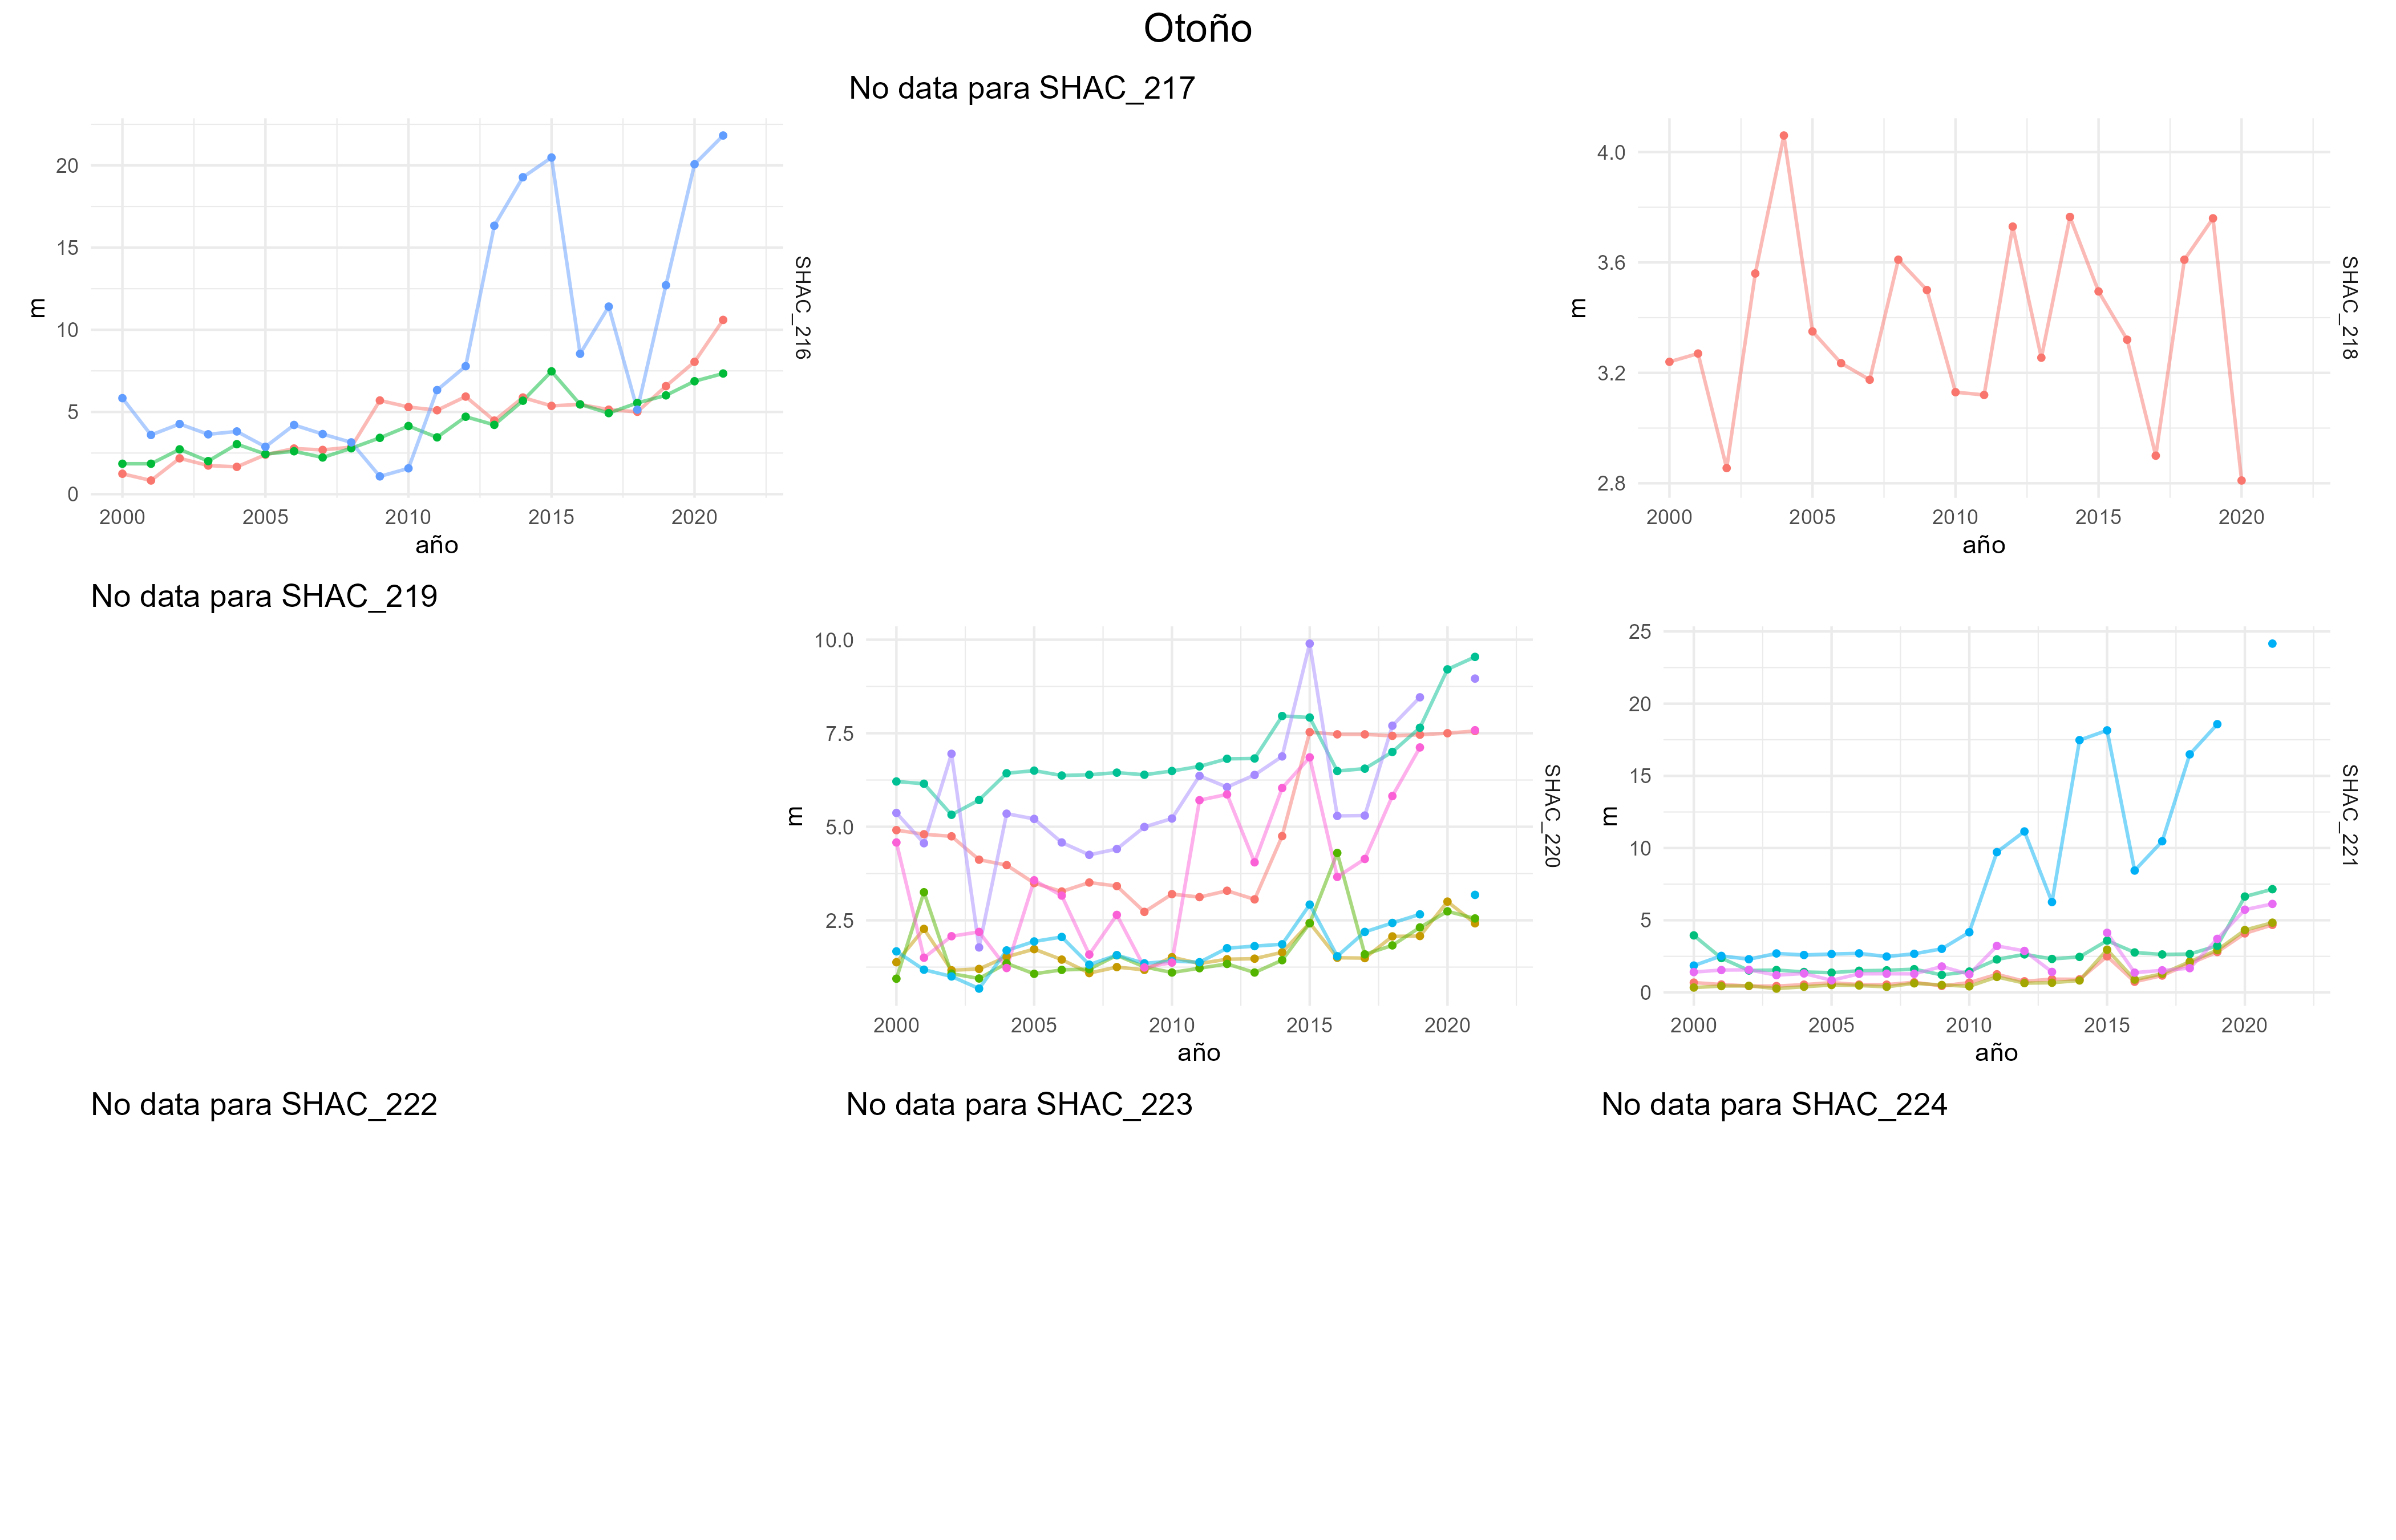 Otoño
No data para SHAC_217
20
15
10
5
0
m
2000 2005 2010 2015 2020
año
SHAC_216
4.0
3.6
3.2
2.8
m
2000 2005 2010 2015 2020
año
SHAC_218
No data para SHAC_219
10.0
7.5
5.0
2.5
m
2000 2005 2010 2015 2020
año
SHAC_220
25
20
15
10
5
0
m
2000 2005 2010 2015 2020
año
SHAC_221
No data para SHAC_222
No data para SHAC_223
No data para SHAC_224